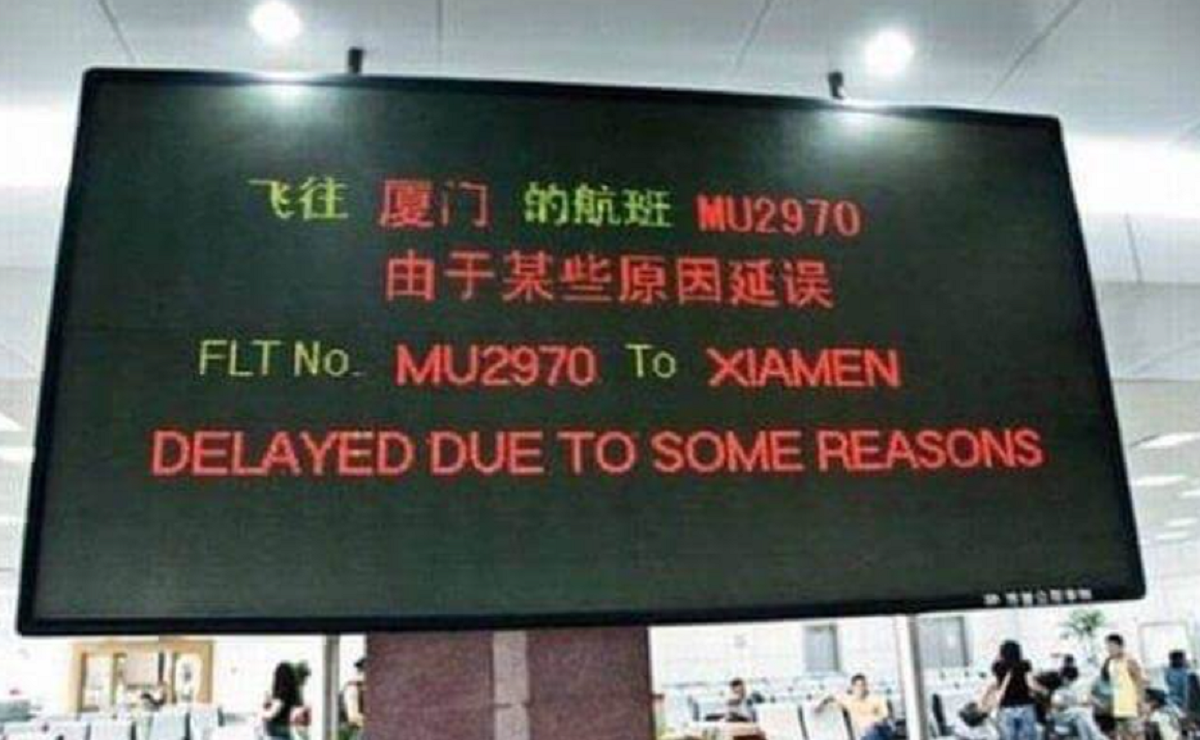 飞往 厦门 的航班 MU2970
由于某些原因延误
FLT No. MU2970 To XIAMEN
DELAYED DUE TO SOME REASONS